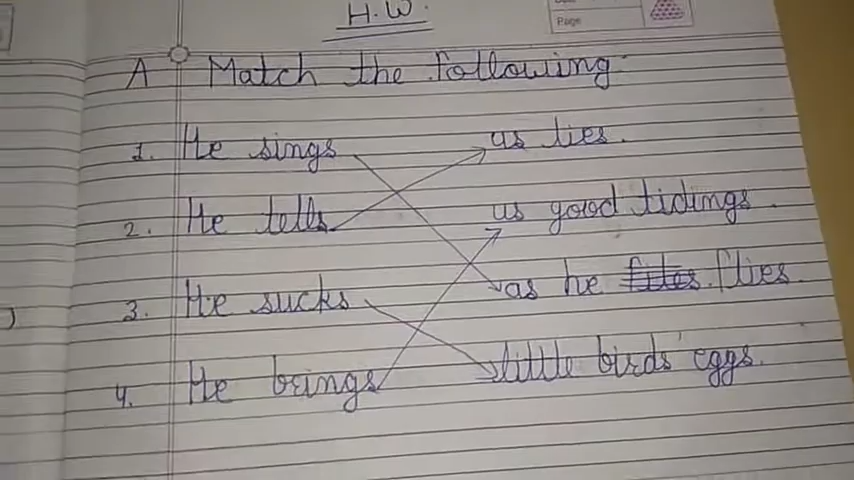 H.W.
Page
A Match the following
1. He sings us lies.
2. He tells us good tidings.
3. He sucks as he flies.
4. He brings little birds' eggs.